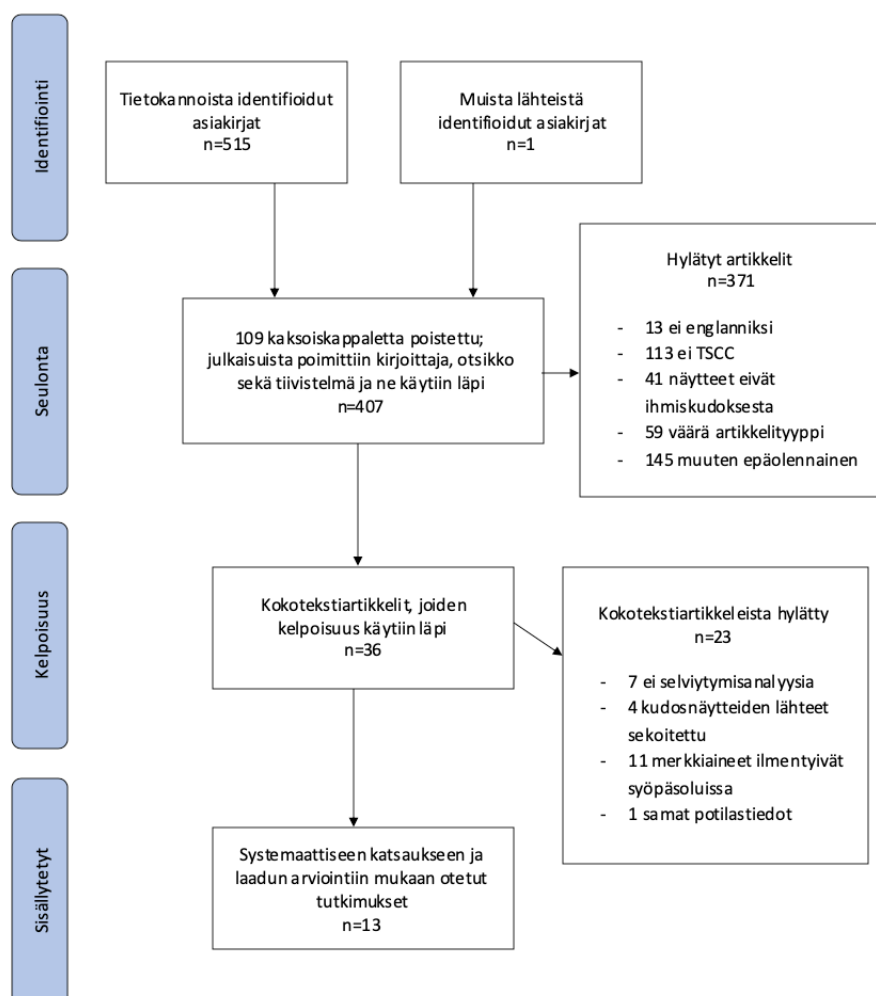 Identifiointi
Tietokannoista identifioidut
asiakirjat
n=515
Muista lähteistä
identifioidut asiakirjat
n=1
Seulonta
109 kaksoiskappaletta poistettu;
julkaisuista poimittiin kirjoittaja, otsikko
sekä tiivistelmä ja ne käytiin läpi
n=407
Hylätyt artikkelit
n=371
- 13 ei englanniksi
- 113 ei TSCC
- 41 näytteet eivät
ihmiskudoksesta
- 59 väärä artikkelityyppi
- 145 muuten epäolennainen
Kelpoisuus
Kokotekstiartikkelit, joiden
kelpoisuus käytiin läpi
n=36
Kokotekstiartikkeleista hylätty
n=23
- 7 ei selviytymisanalyysia
- 4 kudosnäytteiden lähteet
sekoitettu
- 11 merkkiaineet ilmentyivät
syöpäsoluissa
- 1 samat potilastiedot
Sisällytetyt
Systemaattiseen katsaukseen ja
laadun arviointiin mukaan otetut
tutkimukset
n=13